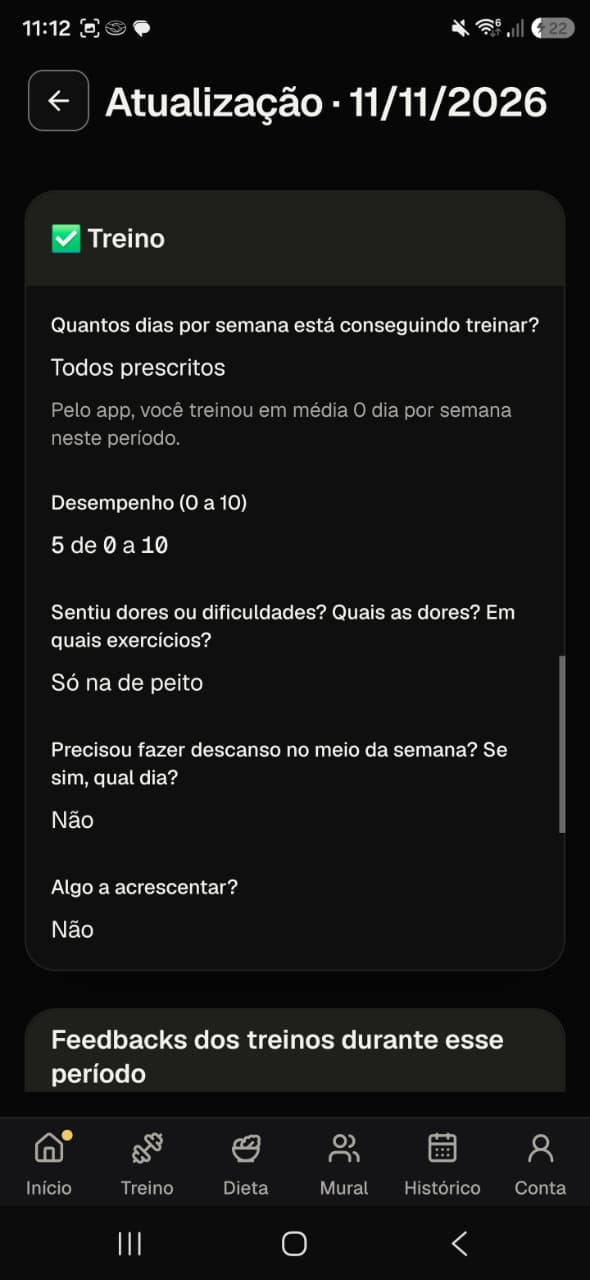 11:12
6
22
Atualização · 11/11/2026
✅ Treino
Quantos dias por semana está conseguindo treinar?
Todos prescritos
Pelo app, você treinou em média 0 dia por semana
neste período.
Desempenho (0 a 10)
5 de 0 a 10
Sentiu dores ou dificuldades? Quais as dores? Em
quais exercícios?
Só na de peito
Precisou fazer descanso no meio da semana? Se
sim, qual dia?
Não
Algo a acrescentar?
Não
Feedbacks dos treinos durante esse
período
Início
Treino
Dieta
Mural
Histórico
Conta